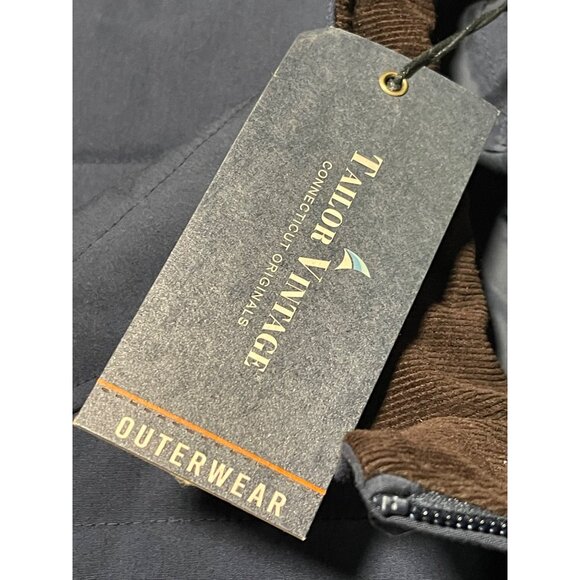 TAILOR VINTAGE
CONNECTICUT ORIGINALS
OUTERWEAR